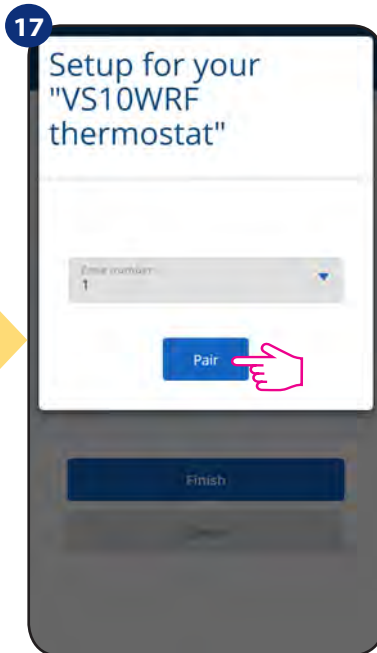 17
Setup for your
"VS10WRF
thermostat"
1
Pair
Finish